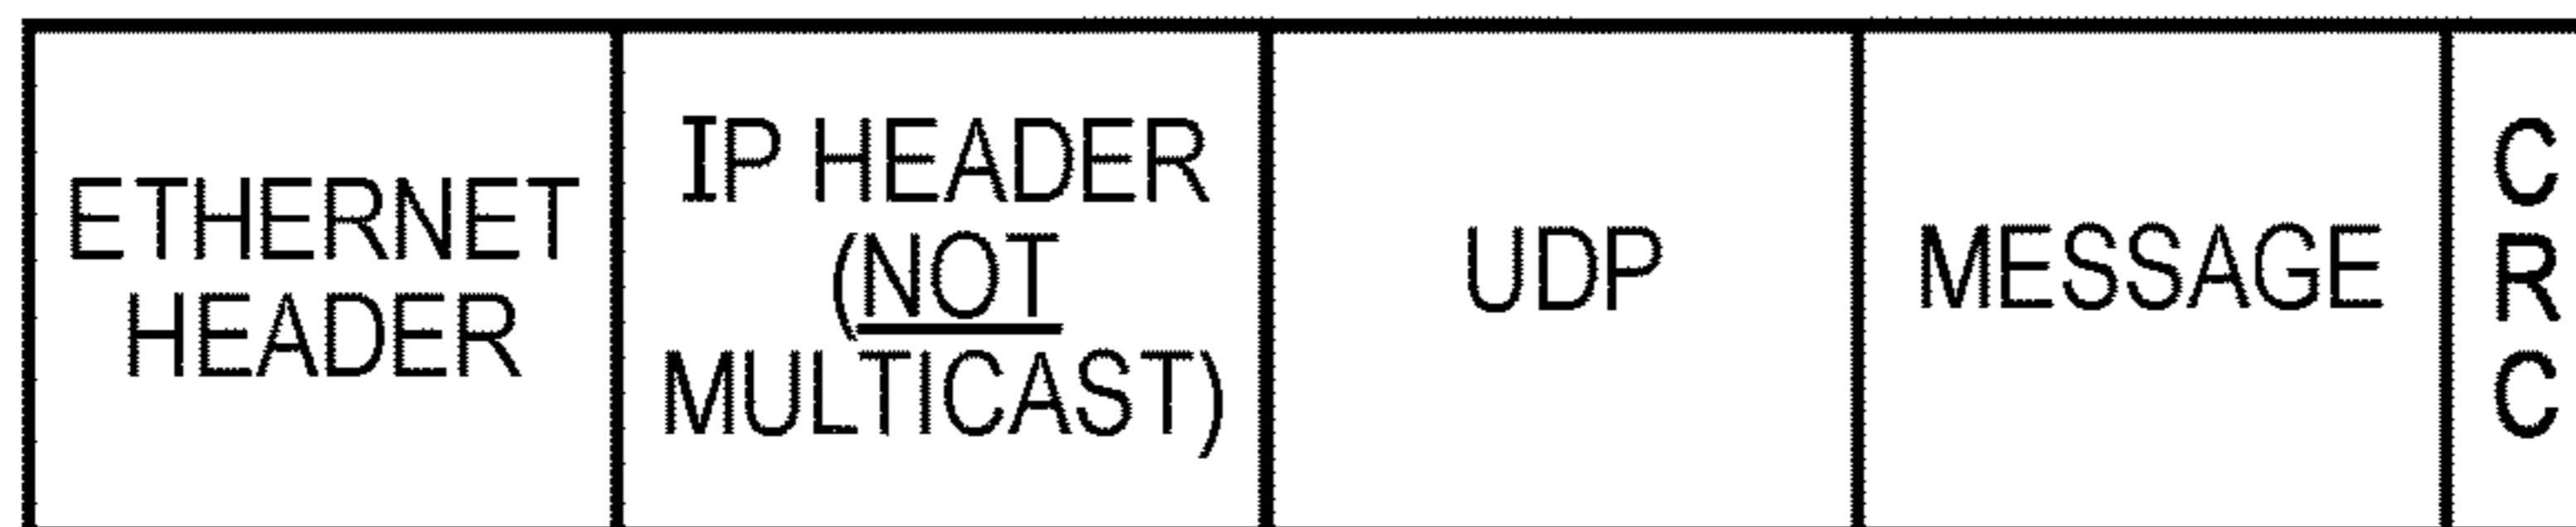 ETHERNET
HEADER
IP HEADER
(NOT
MULTICAST)
UDP
MESSAGE
C
R
C